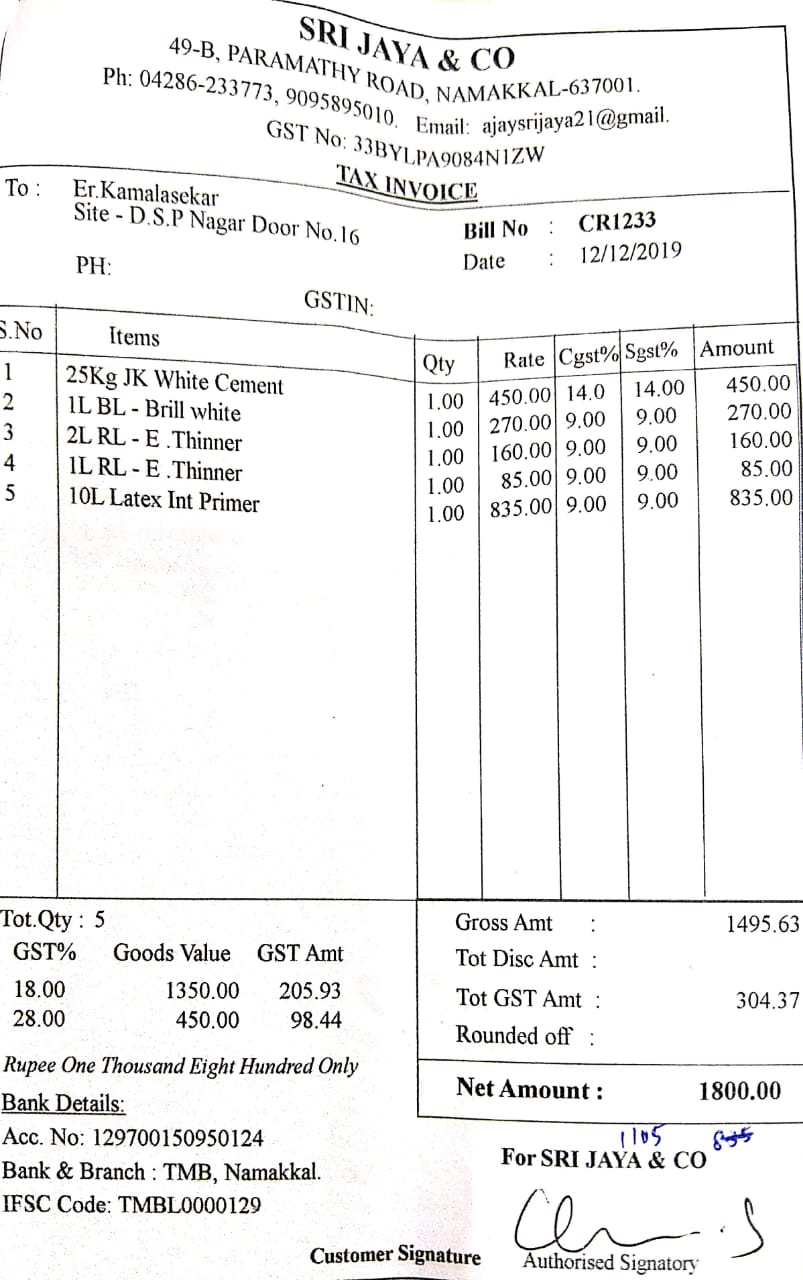 SRI JAYA & CO
49-B, PARAMATHY ROAD, NAMAKKAL-637001.
Ph: 04286-233773, 9095895010. Email: ajaysrijaya21@gmail.
GST No: 33BYLPA9084N1ZW
TAX INVOICE
To : Er.Kamalasekar
Site - D.S.P Nagar Door No.16
Bill No : CR1233
Date : 12/12/2019
PH:
GSTIN:
S.No Items Qty Rate Cgst% Sgst% Amount
1 25Kg JK White Cement 1.00 450.00 14.0 14.00 450.00
2 1L BL - Brill white 1.00 270.00 9.00 9.00 270.00
3 2L RL - E .Thinner 1.00 160.00 9.00 9.00 160.00
4 1L RL - E .Thinner 1.00 85.00 9.00 9.00 85.00
5 10L Latex Int Primer 1.00 835.00 9.00 9.00 835.00
Tot.Qty : 5
GST% Goods Value GST Amt
18.00 1350.00 205.93
28.00 450.00 98.44
Rupee One Thousand Eight Hundred Only
Bank Details:
Acc. No: 129700150950124
Bank & Branch : TMB, Namakkal.
IFSC Code: TMBL0000129
Gross Amt : 1495.63
Tot Disc Amt :
Tot GST Amt : 304.37
Rounded off :
Net Amount : 1800.00
1105
For SRI JAYA & CO
Customer Signature
Authorised Signatory